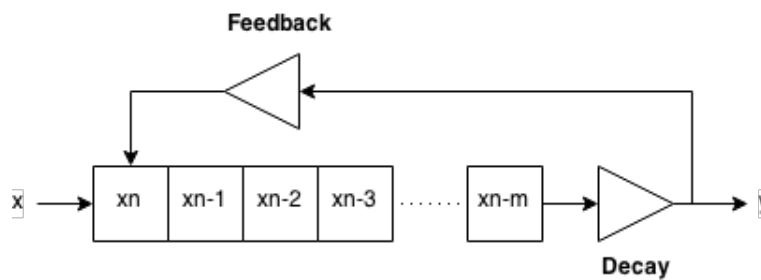 Feedback
x xn xn-1 xn-2 xn-3 ....... xn-m
Decay